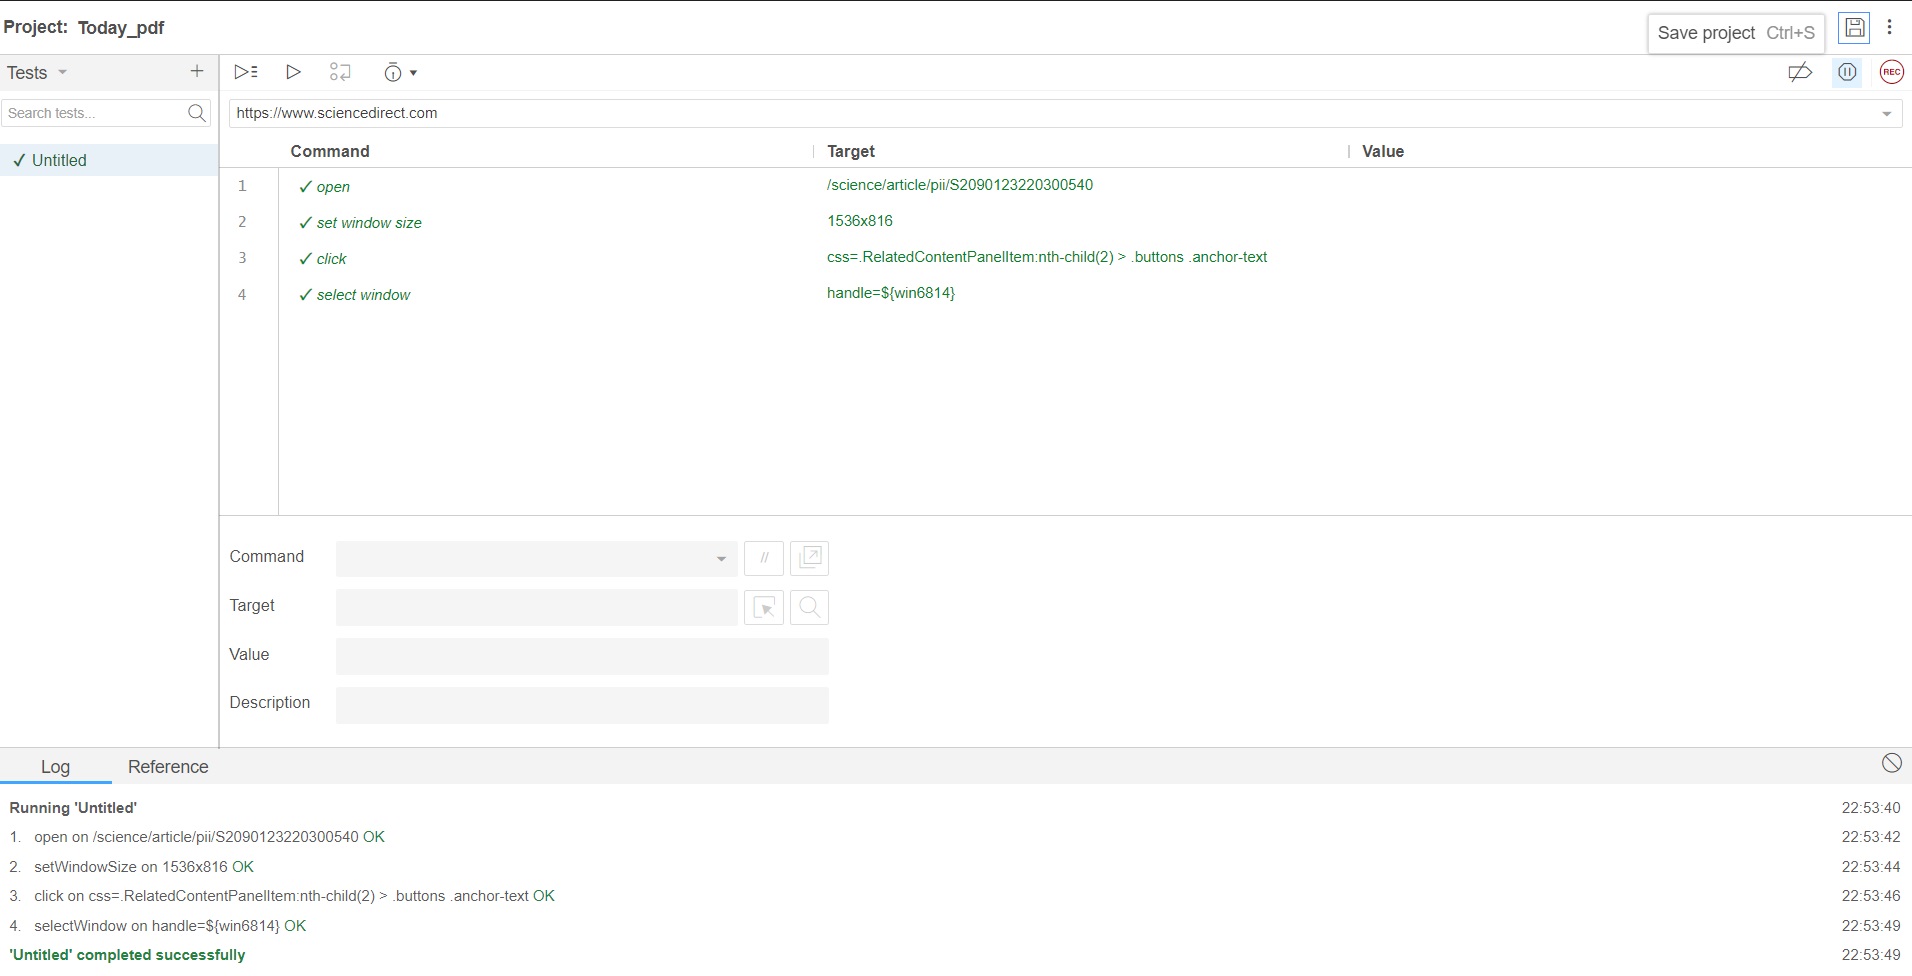 Project: Today_pdf
Save project Ctrl+S
Tests
REC
Search tests...
https://www.sciencedirect.com
Command Target Value
✓ Untitled
1 ✓ open /science/article/pii/S2090123220300540
2 ✓ set window size 1536x816
3 ✓ click css=.RelatedContentPanelItem:nth-child(2) > .buttons .anchor-text
4 ✓ select window handle=${win6814}
Command //
Target
Value
Description
Log Reference
Running 'Untitled' 22:53:40
1. open on /science/article/pii/S2090123220300540 OK 22:53:42
2. setWindowSize on 1536x816 OK 22:53:44
3. click on css=.RelatedContentPanelItem:nth-child(2) > .buttons .anchor-text OK 22:53:46
4. selectWindow on handle=${win6814} OK 22:53:49
'Untitled' completed successfully 22:53:49